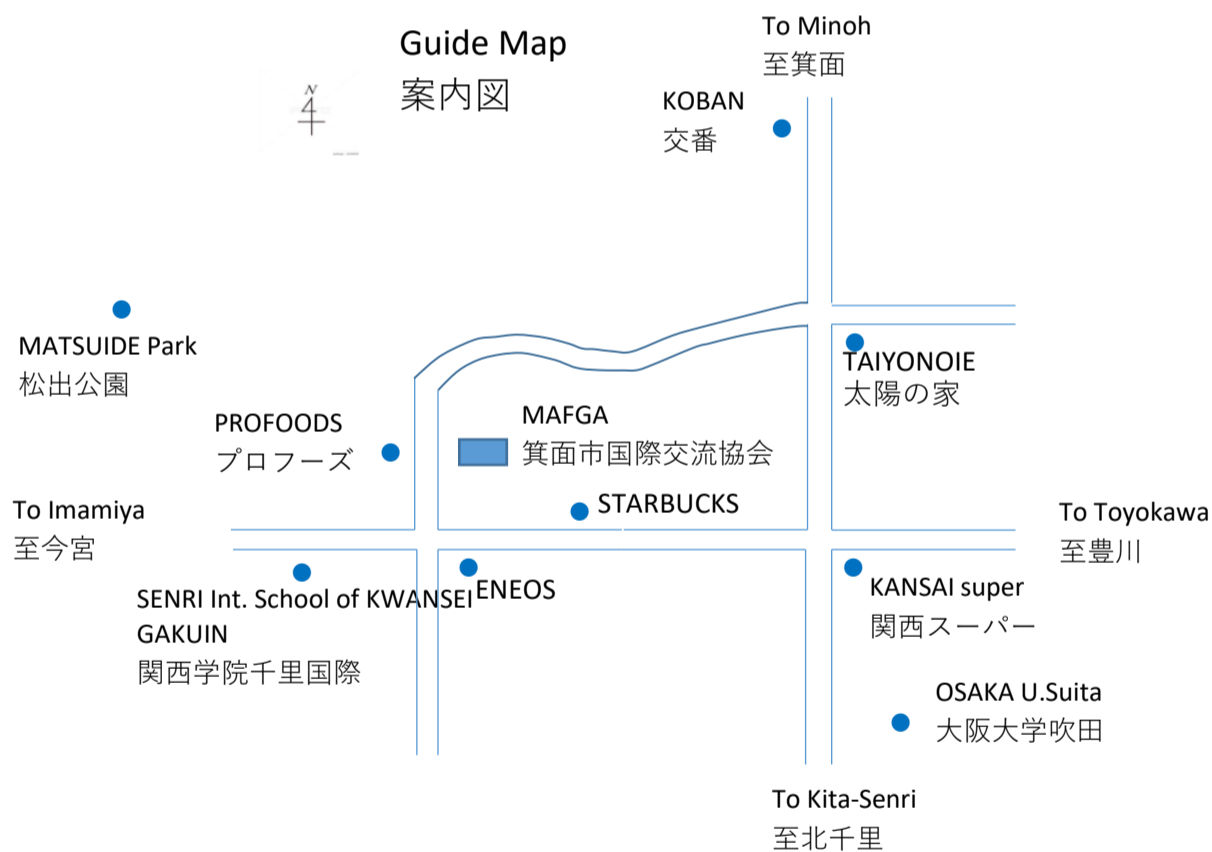 Guide Map
案内図
N
To Minoh
至箕面
KOBAN
交番
MATSUIDE Park
松出公園
TAIYONOIE
太陽の家
PROFOODS
プロフーズ
MAFGA
箕面市国際交流協会
STARBUCKS
To Imamiya
至今宮
To Toyokawa
至豊川
SENRI Int. School of KWANSEI
GAKUIN
関西学院千里国際
ENEOS
KANSAI super
関西スーパー
OSAKA U.Suita
大阪大学吹田
To Kita-Senri
至北千里